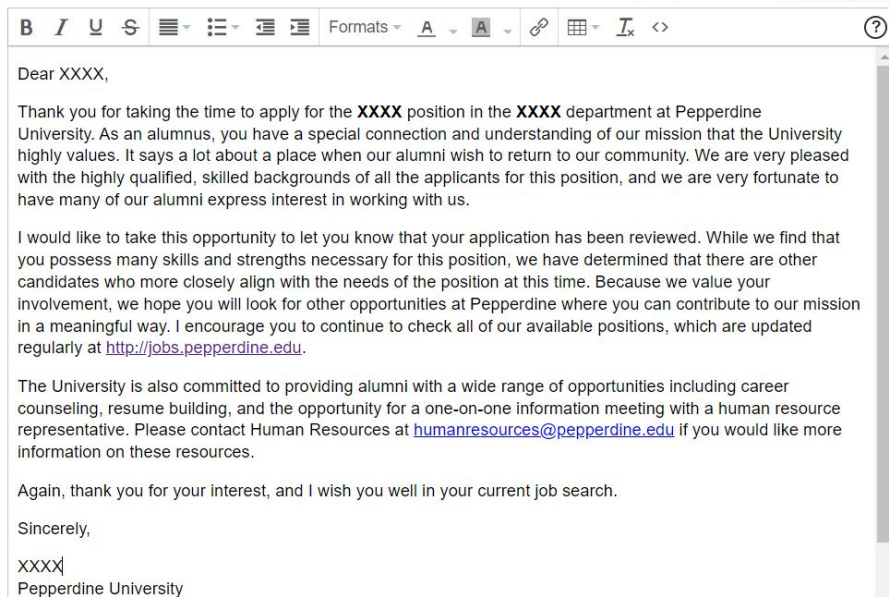 Formats
Dear XXXX,
Thank you for taking the time to apply for the XXXX position in the XXXX department at Pepperdine
University. As an alumnus, you have a special connection and understanding of our mission that the University
highly values. It says a lot about a place when our alumni wish to return to our community. We are very pleased
with the highly qualified, skilled backgrounds of all the applicants for this position, and we are very fortunate to
have many of our alumni express interest in working with us.
I would like to take this opportunity to let you know that your application has been reviewed. While we find that
you possess many skills and strengths necessary for this position, we have determined that there are other
candidates who more closely align with the needs of the position at this time. Because we value your
involvement, we hope you will look for other opportunities at Pepperdine where you can contribute to our mission
in a meaningful way. I encourage you to continue to check all of our available positions, which are updated
regularly at http://jobs.pepperdine.edu.
The University is also committed to providing alumni with a wide range of opportunities including career
counseling, resume building, and the opportunity for a one-on-one information meeting with a human resource
representative. Please contact Human Resources at humanresources@pepperdine.edu if you would like more
information on these resources.
Again, thank you for your interest, and I wish you well in your current job search.
Sincerely,
XXXX
Pepperdine University